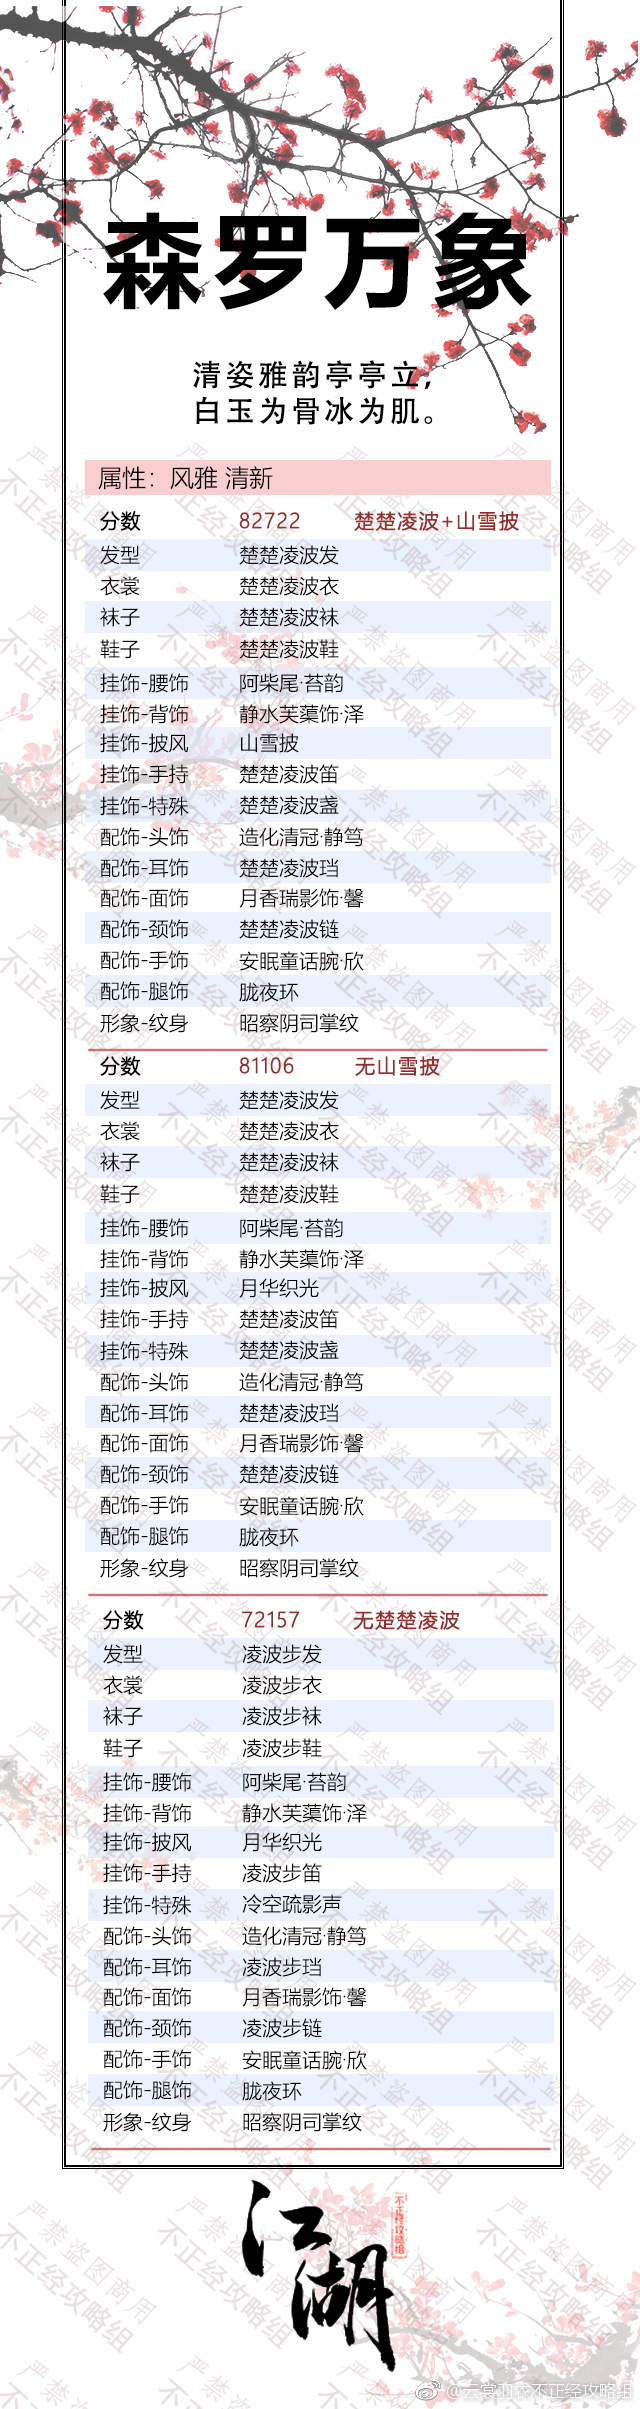 森罗万象
清姿雅韵亭亭立，
白玉为骨冰为肌。
属性：风雅 清新
分数 82722 楚楚凌波+山雪披
发型 楚楚凌波发
衣裳 楚楚凌波衣
袜子 楚楚凌波袜
鞋子 楚楚凌波鞋
挂饰-腰饰 阿柴尾·苔韵
挂饰-背饰 静水芙蕖饰·泽
挂饰-披风 山雪披
挂饰-手持 楚楚凌波笛
挂饰-特殊 楚楚凌波盏
配饰-头饰 造化清冠·静笃
配饰-耳饰 楚楚凌波珰
配饰-面饰 月香瑞影饰·馨
配饰-颈饰 楚楚凌波链
配饰-手饰 安眠童话腕·欣
配饰-腿饰 胧夜环
形象-纹身 昭察阴司掌纹
分数 81106 无山雪披
发型 楚楚凌波发
衣裳 楚楚凌波衣
袜子 楚楚凌波袜
鞋子 楚楚凌波鞋
挂饰-腰饰 阿柴尾·苔韵
挂饰-背饰 静水芙蕖饰·泽
挂饰-披风 月华织光
挂饰-手持 楚楚凌波笛
挂饰-特殊 楚楚凌波盏
配饰-头饰 造化清冠·静笃
配饰-耳饰 楚楚凌波珰
配饰-面饰 月香瑞影饰·馨
配饰-颈饰 楚楚凌波链
配饰-手饰 安眠童话腕·欣
配饰-腿饰 胧夜环
形象-纹身 昭察阴司掌纹
分数 72157 无楚楚凌波
发型 凌波步发
衣裳 凌波步衣
袜子 凌波步袜
鞋子 凌波步鞋
挂饰-腰饰 阿柴尾·苔韵
挂饰-背饰 静水芙蕖饰·泽
挂饰-披风 月华织光
挂饰-手持 凌波步笛
挂饰-特殊 冷空疏影声
配饰-头饰 造化清冠·静笃
配饰-耳饰 凌波步珰
配饰-面饰 月香瑞影饰·馨
配饰-颈饰 凌波步链
配饰-手饰 安眠童话腕·欣
配饰-腿饰 胧夜环
形象-纹身 昭察阴司掌纹
江湖
不正经攻略组
@云裳羽衣不正经攻略组
严禁盗图商用
不正经攻略组